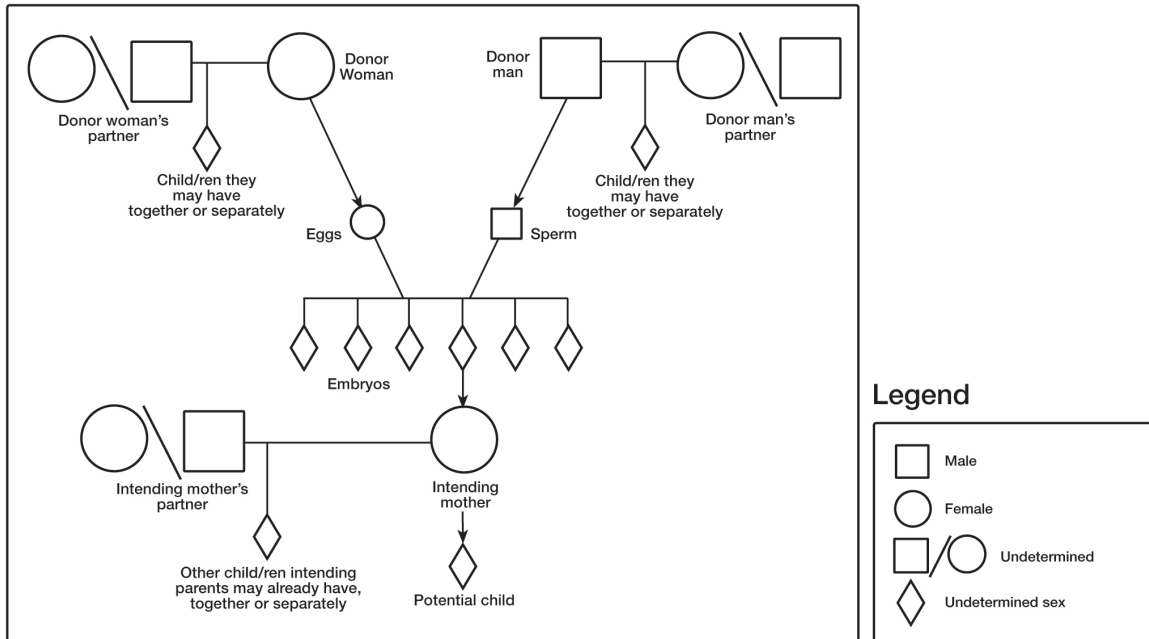 Donor
Woman
Donor
man
Donor woman's
partner
Donor man's
partner
Child/ren they
may have
together or separately
Child/ren they
may have
together or separately
Eggs
Sperm
Embryos
Intending mother's
partner
Intending
mother
Other child/ren intending
parents may already have,
together or separately
Potential child
Legend
Male
Female
Undetermined
Undetermined sex